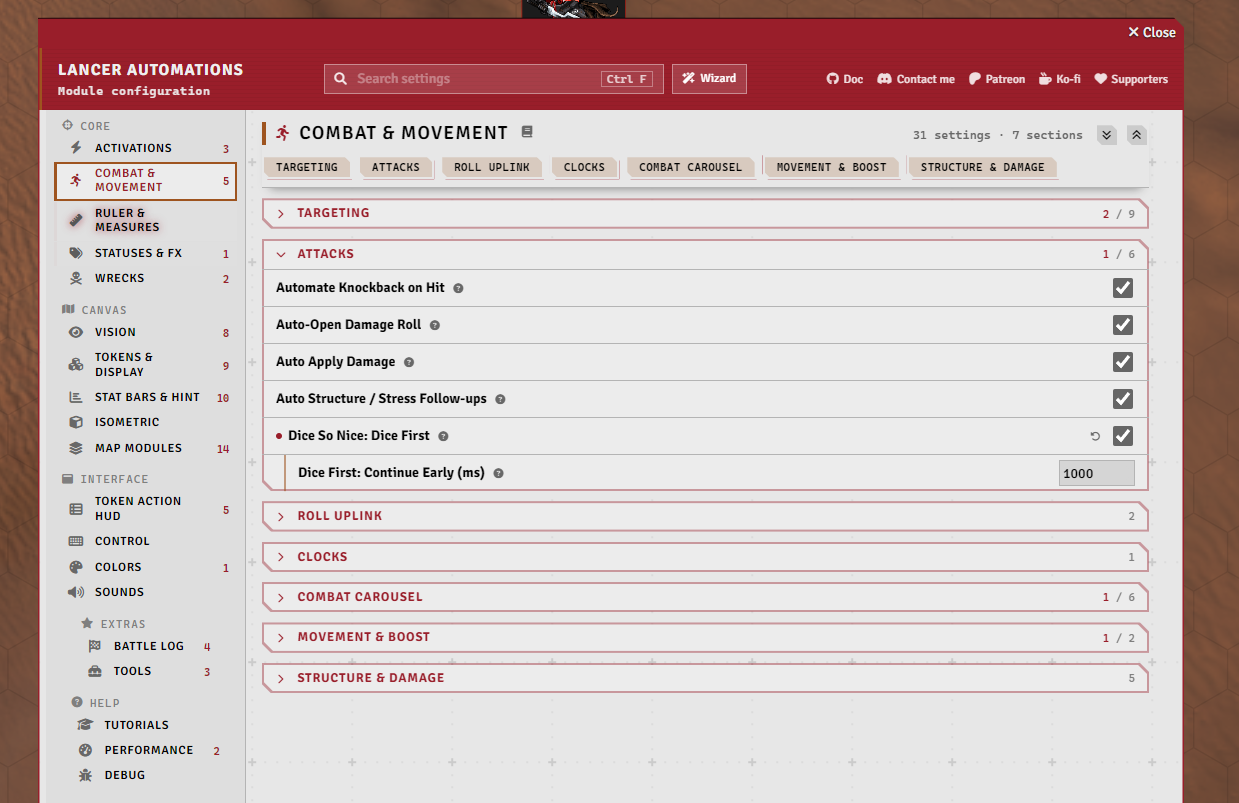 Close
LANCER AUTOMATIONS
Module configuration
Search settings
Ctrl F
Wizard
Doc
Contact me
Patreon
Ko-fi
Supporters
CORE
ACTIVATIONS 3
COMBAT &
MOVEMENT 5
RULER &
MEASURES
STATUSES & FX 1
WRECKS 2
CANVAS
VISION 8
TOKENS &
DISPLAY 9
STAT BARS & HINT 10
ISOMETRIC
MAP MODULES 14
INTERFACE
TOKEN ACTION
HUD 5
CONTROL
COLORS 1
SOUNDS
EXTRAS
BATTLE LOG 4
TOOLS 3
HELP
TUTORIALS
PERFORMANCE 2
DEBUG
COMBAT & MOVEMENT
31 settings · 7 sections
TARGETING
ATTACKS
ROLL UPLINK
CLOCKS
COMBAT CAROUSEL
MOVEMENT & BOOST
STRUCTURE & DAMAGE
TARGETING 2 / 9
ATTACKS 1 / 6
Automate Knockback on Hit
Auto-Open Damage Roll
Auto Apply Damage
Auto Structure / Stress Follow-ups
Dice So Nice: Dice First
Dice First: Continue Early (ms) 1000
ROLL UPLINK 2
CLOCKS 1
COMBAT CAROUSEL 1 / 6
MOVEMENT & BOOST 1 / 2
STRUCTURE & DAMAGE 5